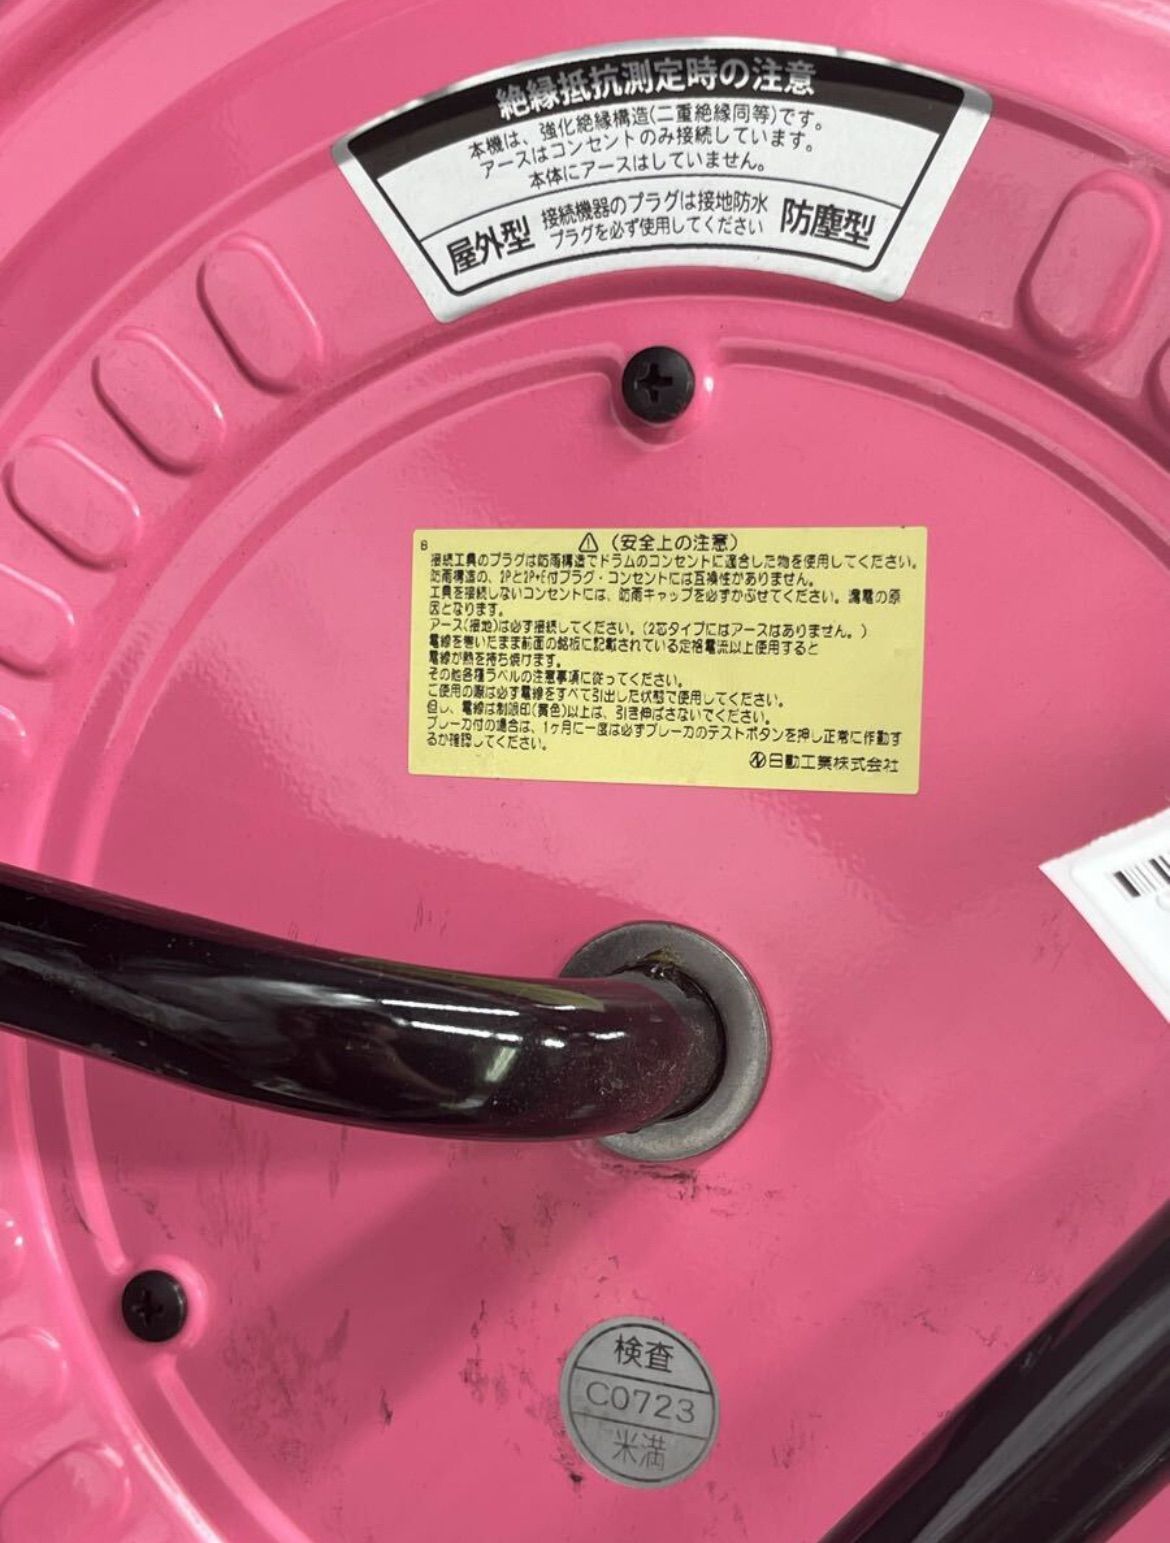 絶縁抵抗測定時の注意
本機は、強化絶縁構造(二重絶縁同等)です。
アースはコンセントのみ接続しています。
本体にアースはしていません。
屋外型
接続機器のプラグは接地防水
プラグを必ず使用してください
防塵型
B
⚠(安全上の注意)
接続工具のプラグは防雨構造でドラムのコンセントに適合した物を使用してください。
防雨構造の、2Pと2P+E付プラグ・コンセントには互換性がありません。
工具を接続しないコンセントには、防雨キャップを必ずかぶせてください。漏電の原
因となります。
アース(接地)は必ず接続してください。(2芯タイプにはアースはありません。)
電線を巻いたまま前面の銘板に記載されている定格電流以上使用すると
電線が熱を持ち焼けます。
その他各種ラベルの注意事項に従ってください。
ご使用の際は必ず電線をすべて引出した状態で使用してください。
但し、電線は制限印(黄色)以上は、引き伸ばさないでください。
ブレーカ付の場合は、1ヶ月に一度は必ずブレーカのテストボタンを押し正常に作動す
るか確認してください。
日動工業株式会社
検査
C0723
米満